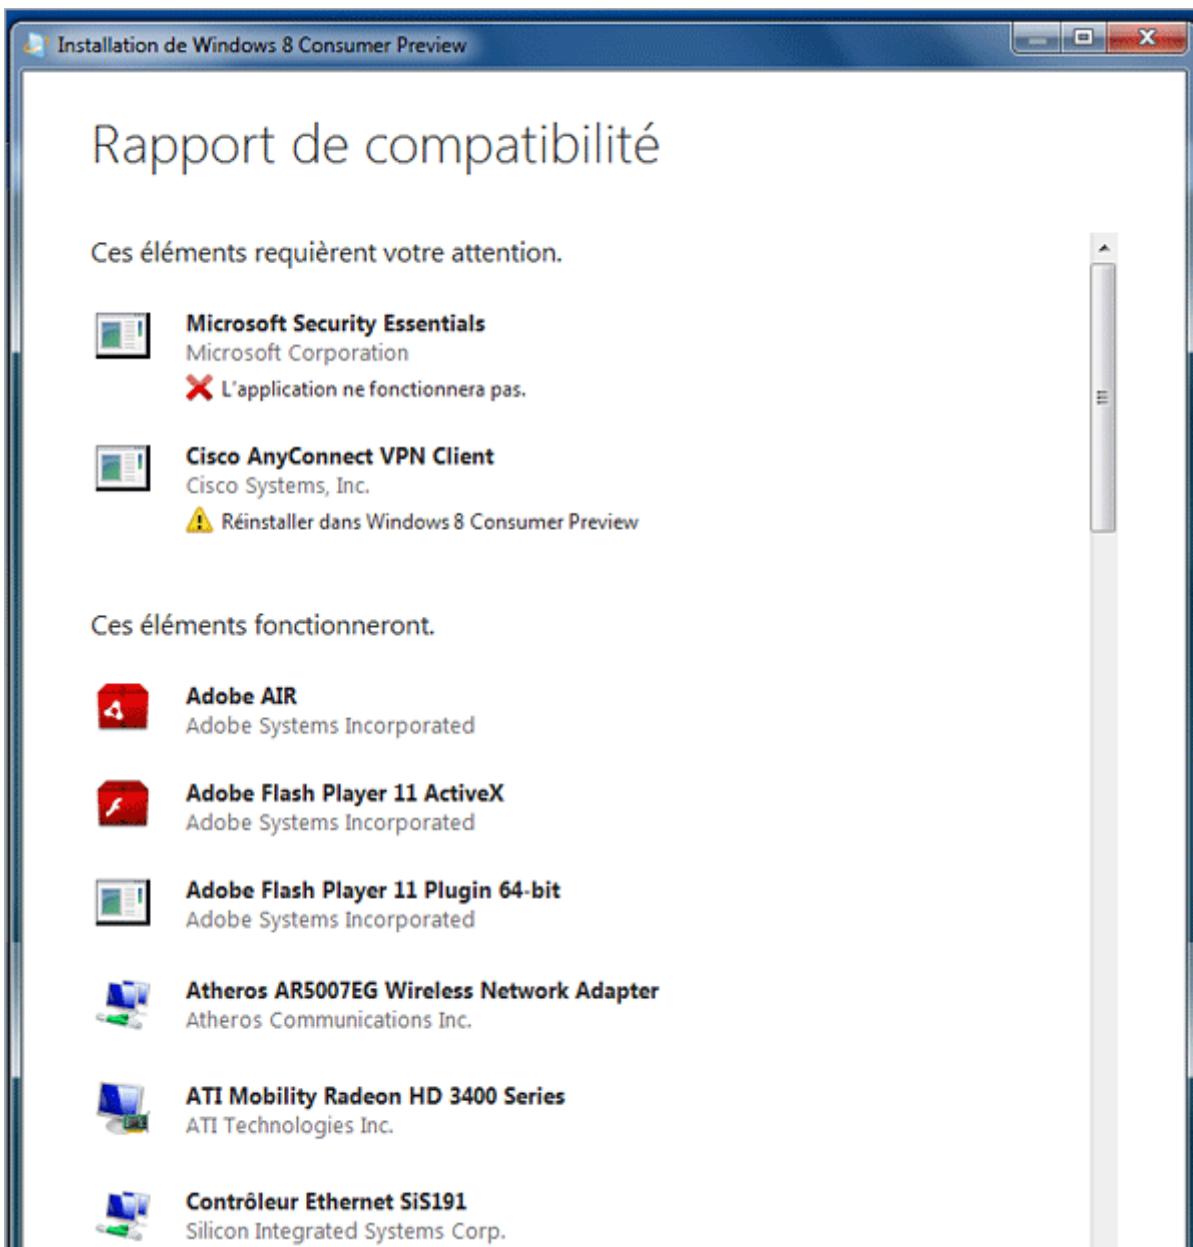 Installation de Windows 8 Consumer Preview
Rapport de compatibilité
Ces éléments requièrent votre attention.
Microsoft Security Essentials
Microsoft Corporation
L'application ne fonctionnera pas.
Cisco AnyConnect VPN Client
Cisco Systems, Inc.
Réinstaller dans Windows 8 Consumer Preview
Ces éléments fonctionneront.
Adobe AIR
Adobe Systems Incorporated
Adobe Flash Player 11 ActiveX
Adobe Systems Incorporated
Adobe Flash Player 11 Plugin 64-bit
Adobe Systems Incorporated
Atheros AR5007EG Wireless Network Adapter
Atheros Communications Inc.
ATI Mobility Radeon HD 3400 Series
ATI Technologies Inc.
Contrôleur Ethernet SiS191
Silicon Integrated Systems Corp.